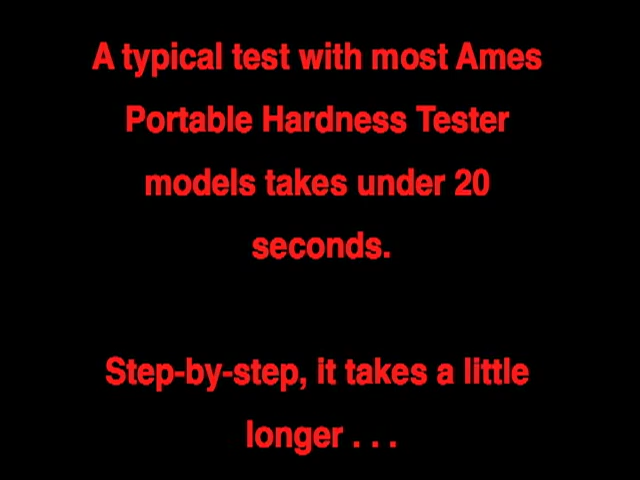 A typical test with most Ames
Portable Hardness Tester
models takes under 20
seconds.
Step-by-step, it takes a little
longer . . .